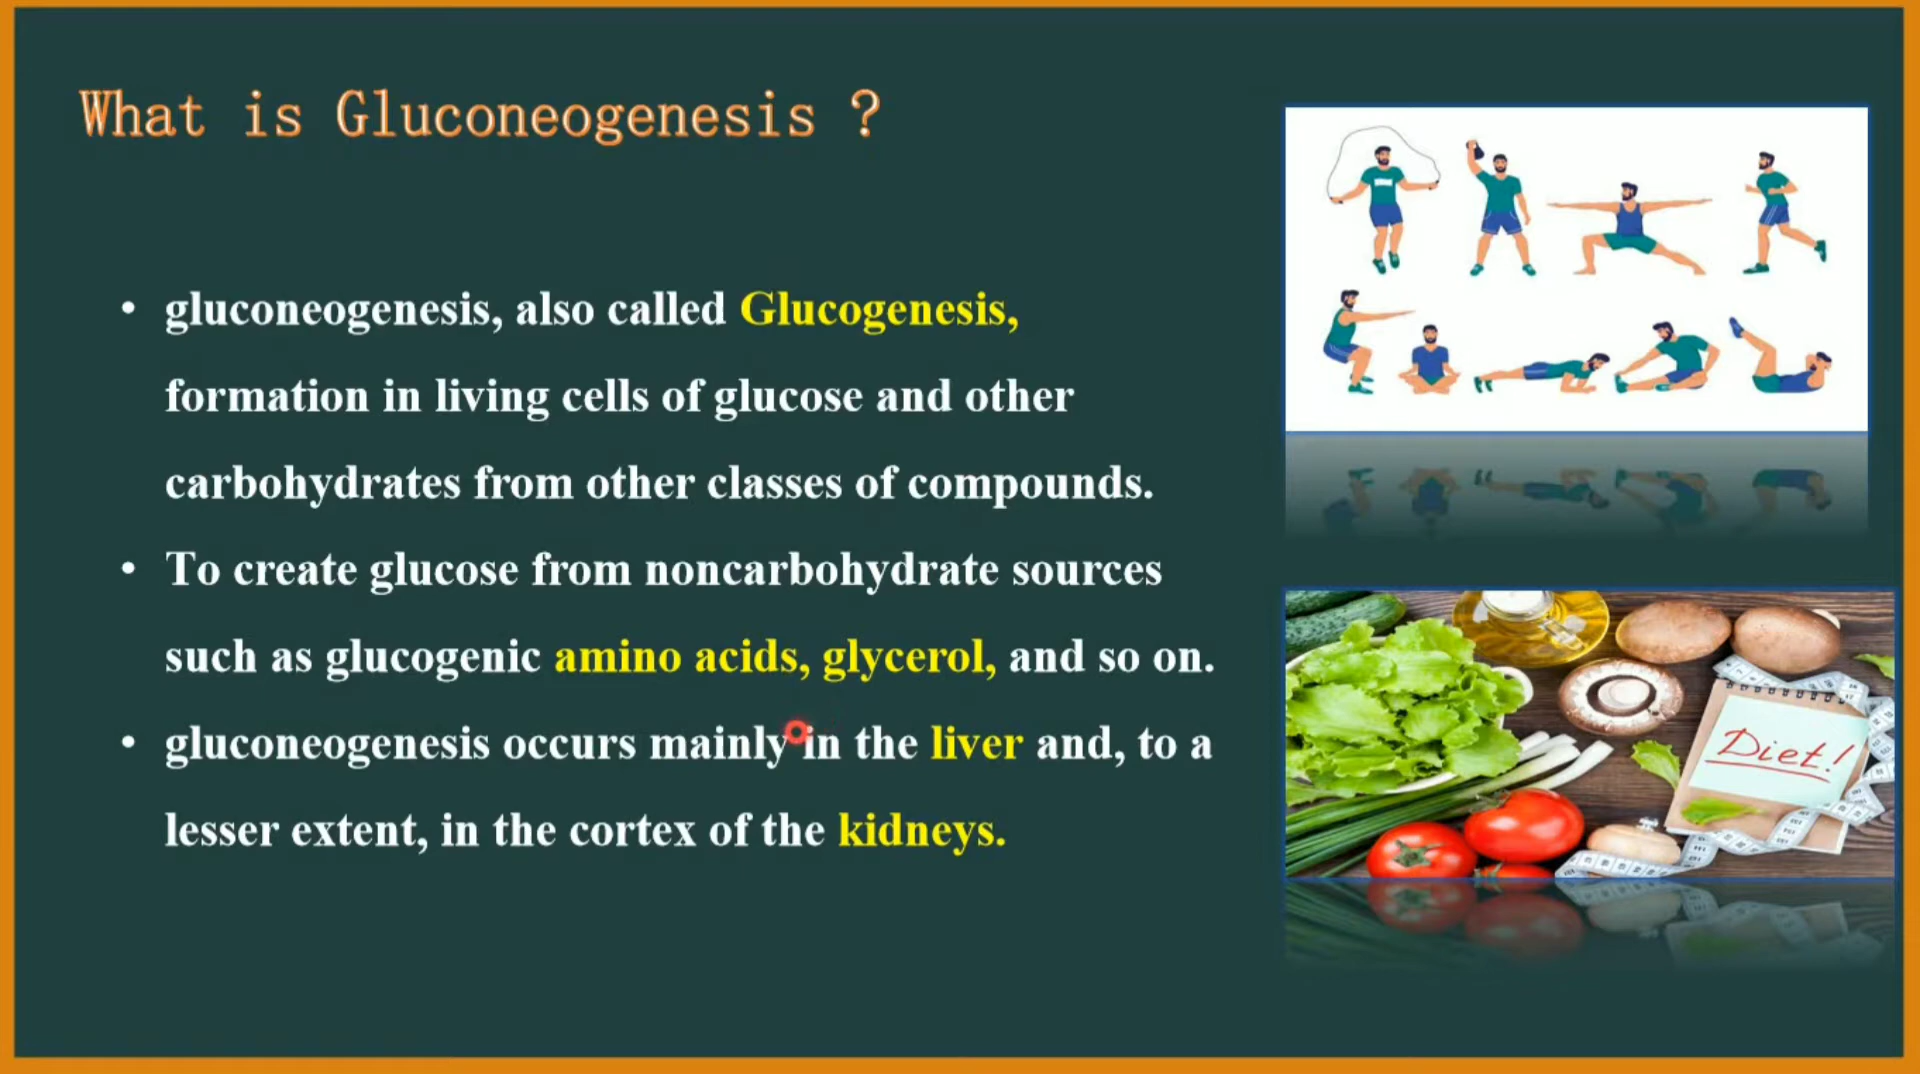 What is Gluconeogenesis ?
• gluconeogenesis, also called Glucogenesis,
formation in living cells of glucose and other
carbohydrates from other classes of compounds.
• To create glucose from noncarbohydrate sources
such as glucogenic amino acids, glycerol, and so on.
• gluconeogenesis occurs mainly in the liver and, to a
lesser extent, in the cortex of the kidneys.
Diet!